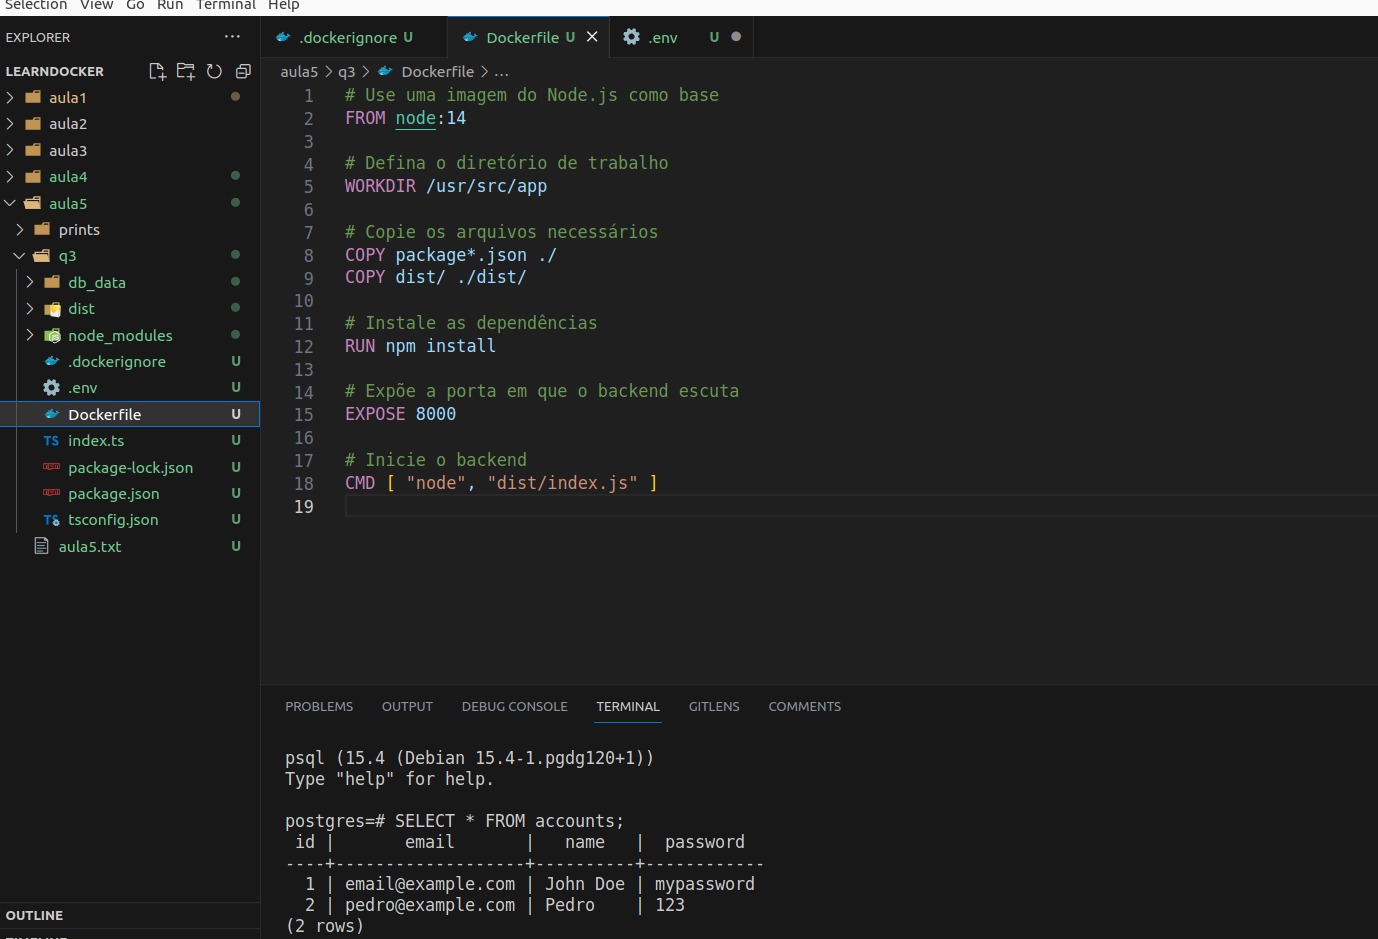 Selection View Go Run Terminal Help
EXPLORER ...
.dockerignore U Dockerfile U .env U
LEARNDOCKER
aula5 > q3 > Dockerfile > ...
aula1
aula2
aula3
aula4
aula5
prints
q3
db_data
dist
node_modules
.dockerignore U
.env U
Dockerfile U
index.ts U
package-lock.json U
package.json U
tsconfig.json U
aula5.txt U
OUTLINE
1 # Use uma imagem do Node.js como base
2 FROM node:14
3
4 # Defina o diretório de trabalho
5 WORKDIR /usr/src/app
6
7 # Copie os arquivos necessários
8 COPY package*.json ./
9 COPY dist/ ./dist/
10
11 # Instale as dependências
12 RUN npm install
13
14 # Expõe a porta em que o backend escuta
15 EXPOSE 8000
16
17 # Inicie o backend
18 CMD [ "node", "dist/index.js" ]
19
PROBLEMS OUTPUT DEBUG CONSOLE TERMINAL GITLENS COMMENTS
psql (15.4 (Debian 15.4-1.pgdg120+1))
Type "help" for help.
postgres=# SELECT * FROM accounts;
id | email | name | password
----+-------------------+----------+------------
1 | email@example.com | John Doe | mypassword
2 | pedro@example.com | Pedro | 123
(2 rows)